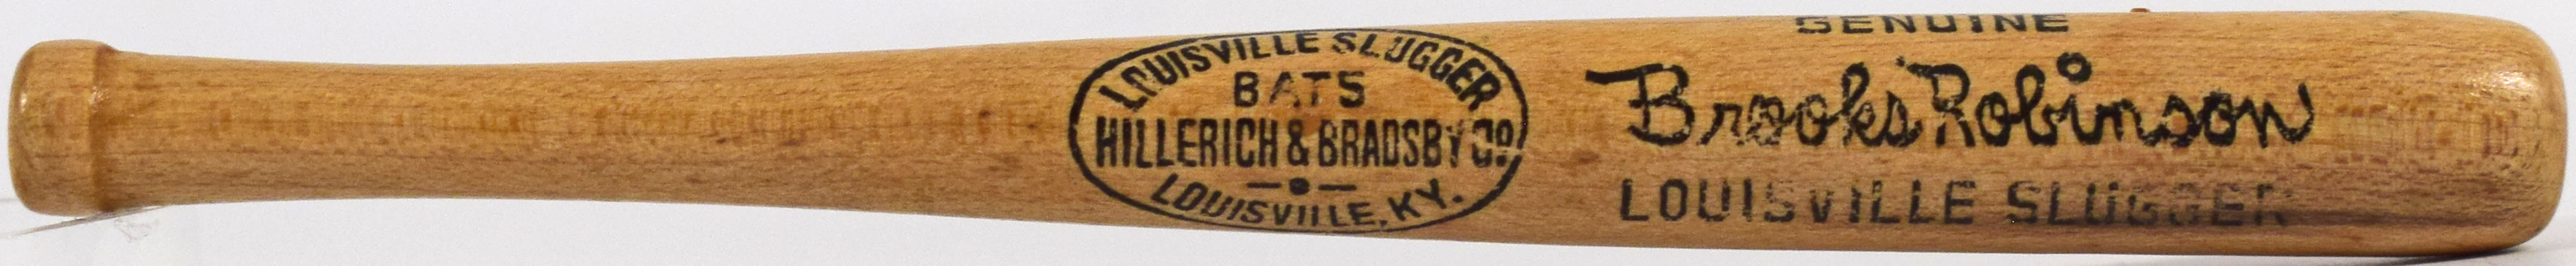 LOUISVILLE SLUGGER
BATS
HILLERICH & BRADSBY CO
LOUISVILLE, KY.
GENUINE
Brooks Robinson
LOUISVILLE SLUGGER